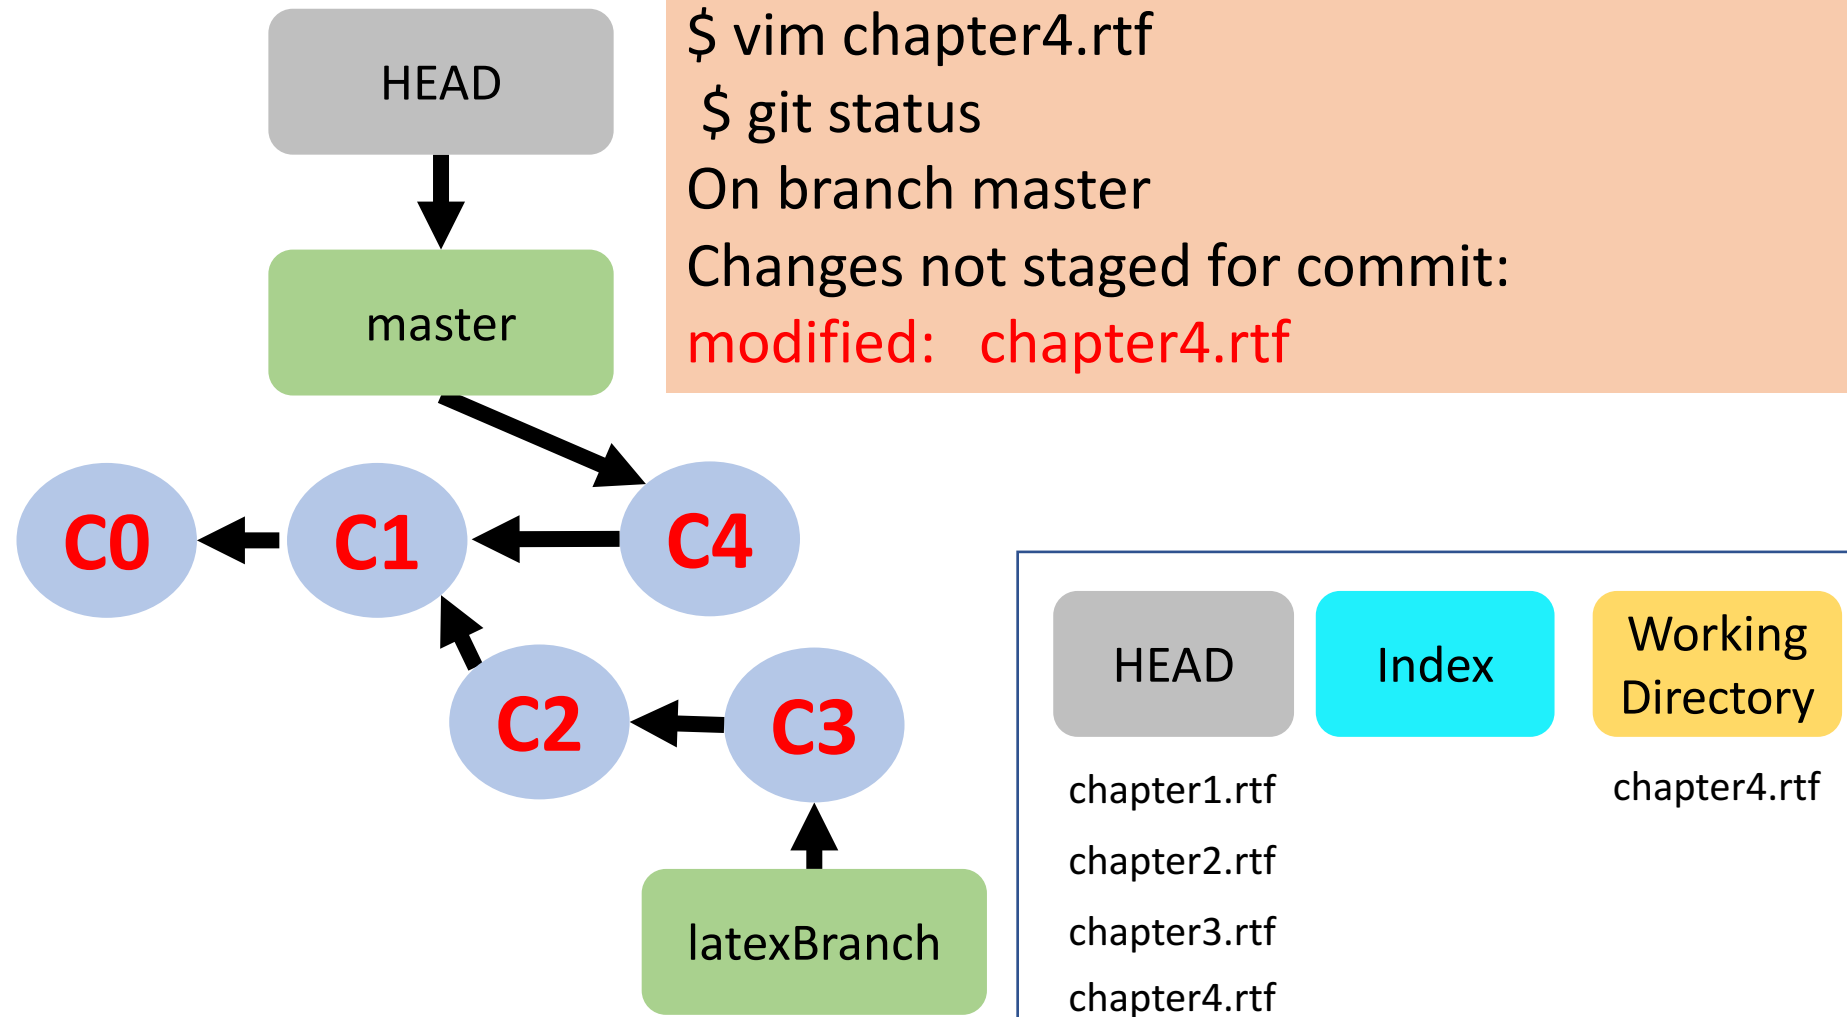 HEAD
master
$ vim chapter4.rtf
$ git status
On branch master
Changes not staged for commit:
modified:   chapter4.rtf
C0
C1
C4
C2
C3
latexBranch
HEAD
Index
Working
Directory
chapter1.rtf
chapter4.rtf
chapter2.rtf
chapter3.rtf
chapter4.rtf